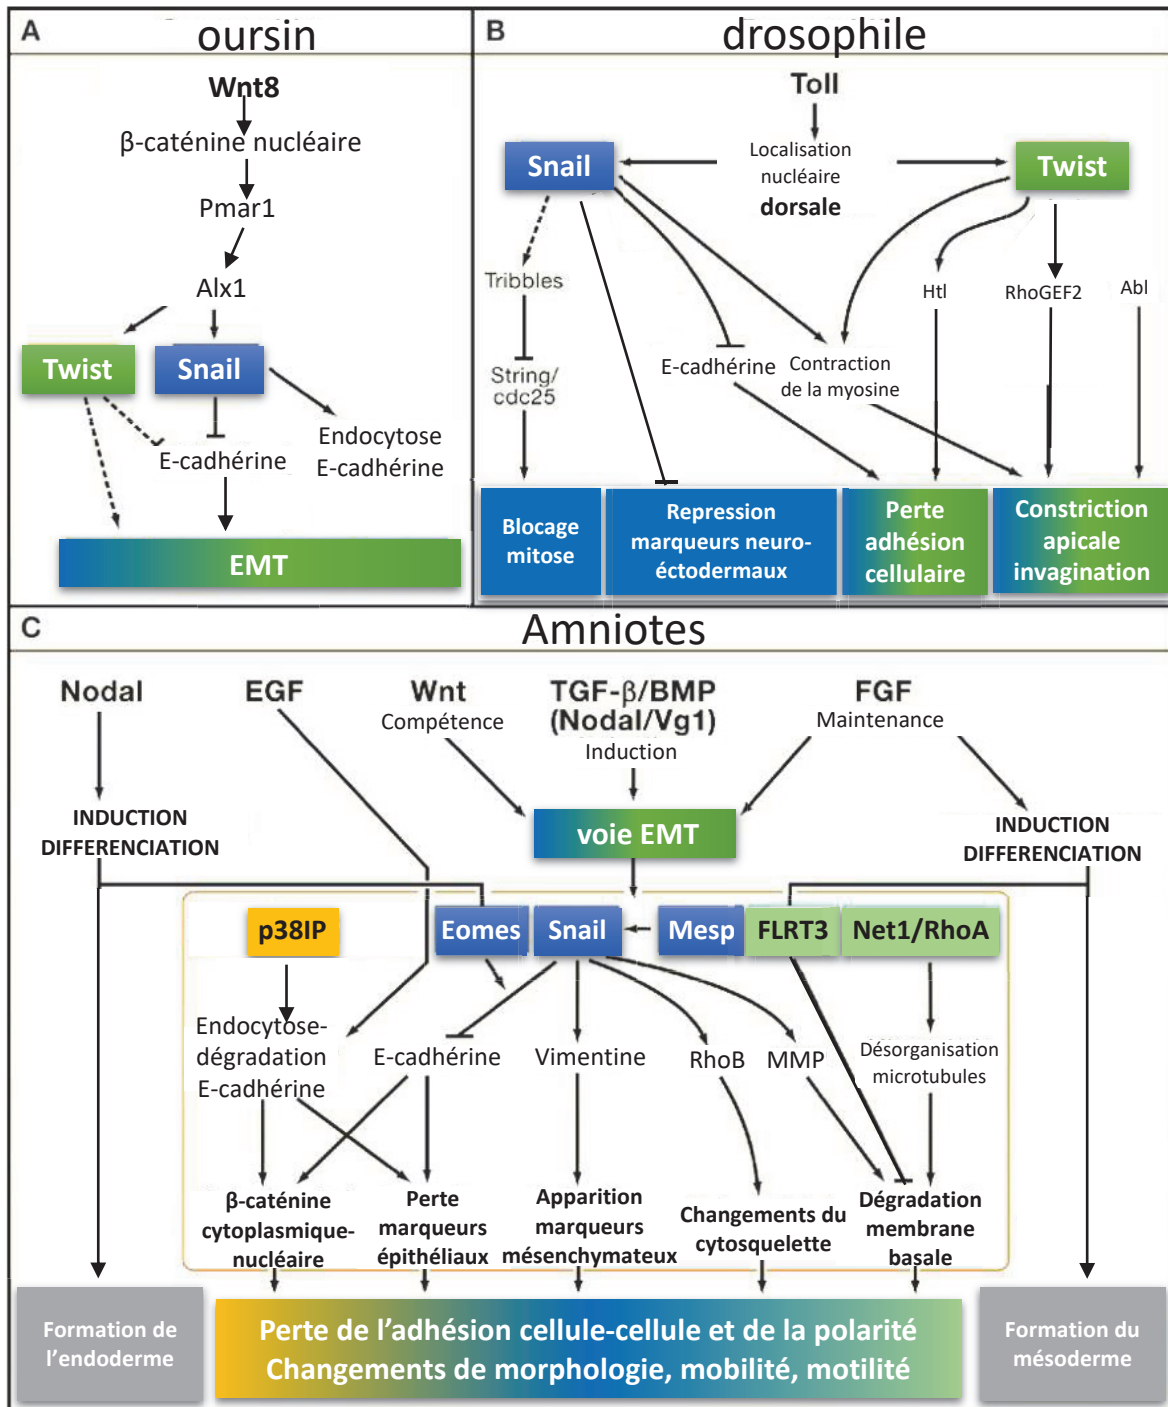 A
oursin
Wnt8
β-caténine nucléaire
Pmar1
Alx1
Twist
Snail
E-cadhérine
Endocytose
E-cadhérine
EMT
B
drosophile
Toll
Snail
Localisation
nucléaire
dorsale
Twist
Tribbles
Htl
RhoGEF2
Abl
String/
cdc25
E-cadhérine
Contraction
de la myosine
Blocage
mitose
Repression
marqueurs neuro-
éctodermaux
Perte
adhésion
cellulaire
Constriction
apicale
invagination
C
Amniotes
Nodal
EGF
Wnt
Compétence
TGF-β/BMP
(Nodal/Vg1)
Induction
FGF
Maintenance
INDUCTION
DIFFERENCIATION
voie EMT
INDUCTION
DIFFERENCIATION
p38IP
Eomes
Snail
Mesp
FLRT3
Net1/RhoA
Endocytose-
dégradation
E-cadhérine
E-cadhérine
Vimentine
RhoB
MMP
Désorganisation
microtubules
β-caténine
cytoplasmique-
nucléaire
Perte
marqueurs
épithéliaux
Apparition
marqueurs
mésenchymateux
Changements du
cytosquelette
Dégradation
membrane
basale
Formation de
l’endoderme
Perte de l’adhésion cellule-cellule et de la polarité
Changements de morphologie, mobilité, motilité
Formation du
mésoderme